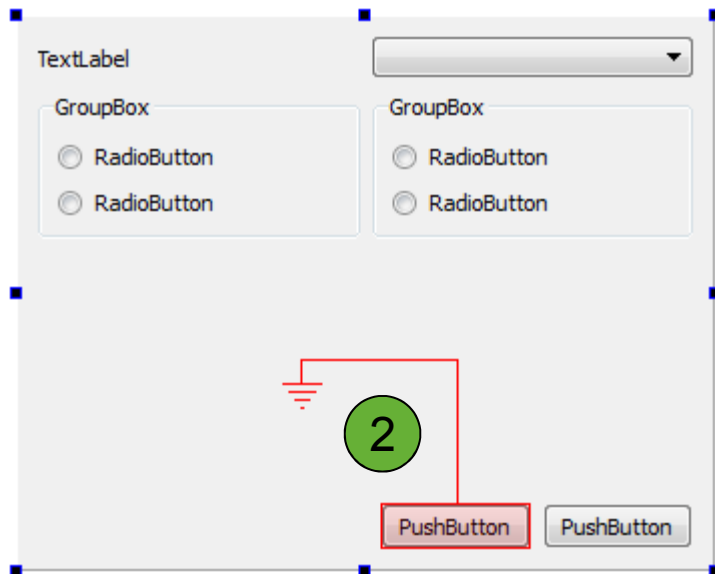 TextLabel
GroupBox
GroupBox
RadioButton
RadioButton
RadioButton
RadioButton
2
PushButton
PushButton